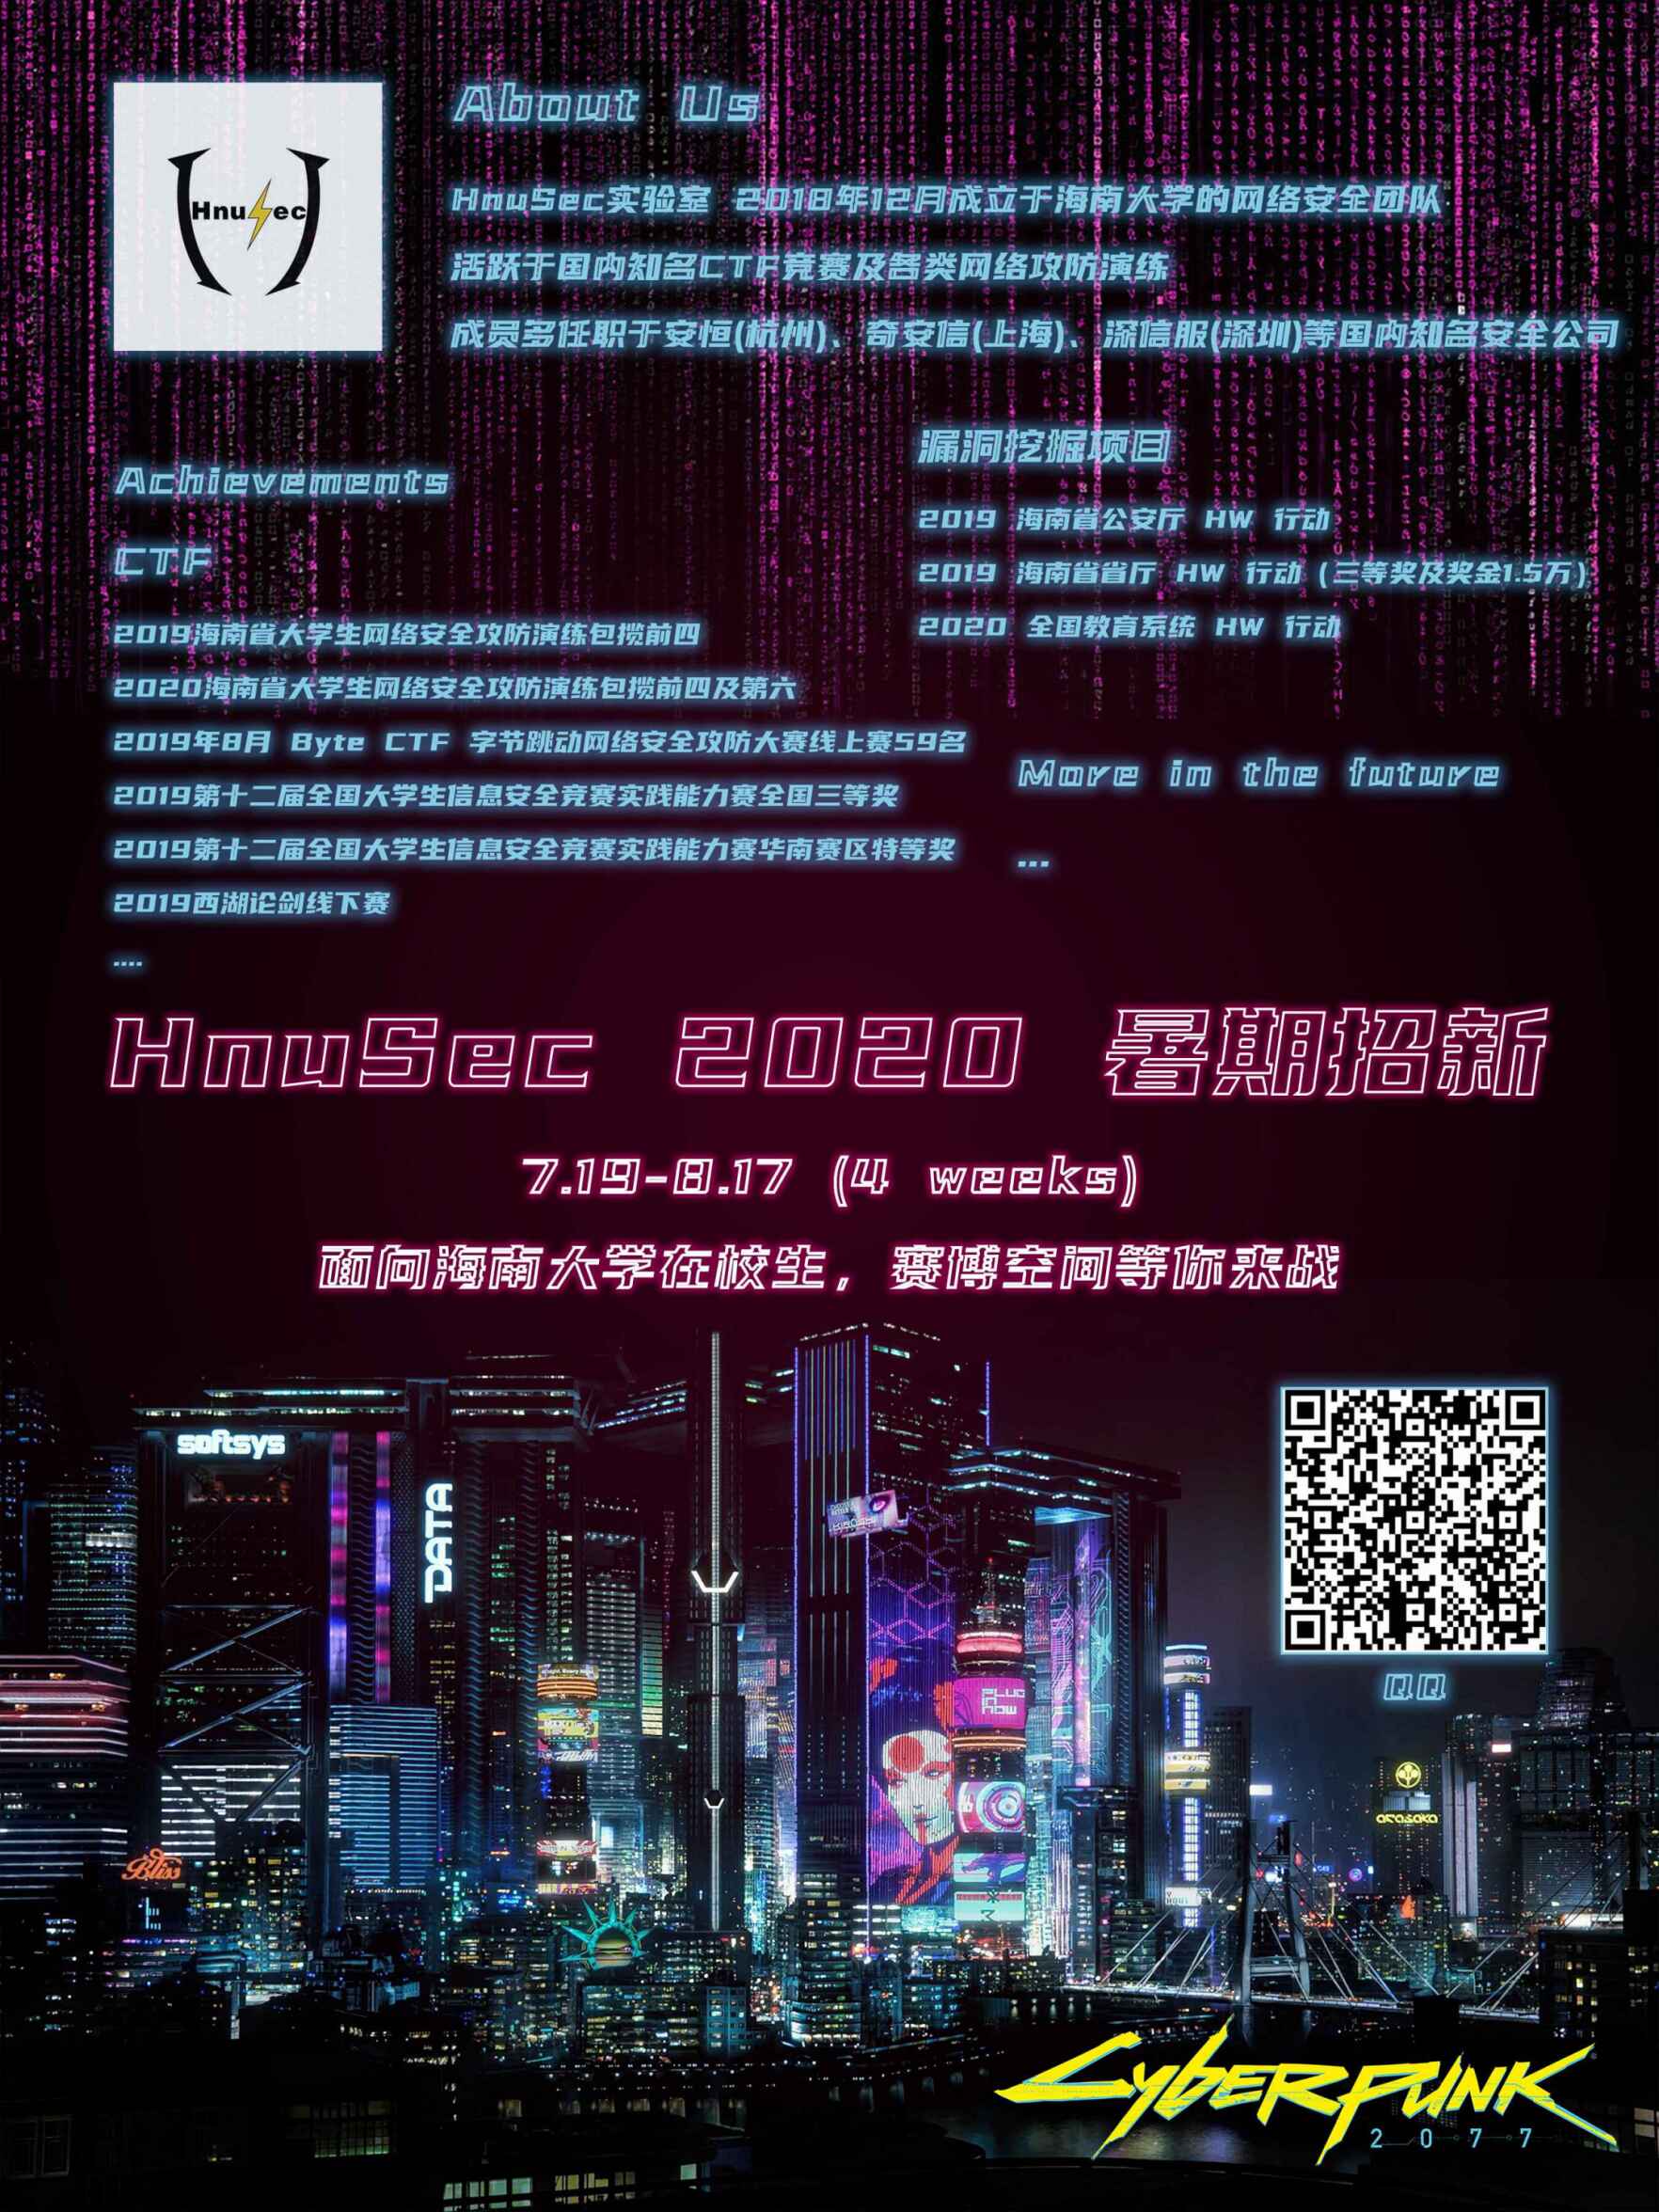 HnuSec
About Us
HnuSec实验室 2018年12月成立于海南大学的网络安全团队
活跃于国内知名CTF竞赛及各类网络攻防演练
成员多任职于安恒(杭州)、奇安信(上海)、深信服(深圳)等国内知名安全公司
Achievements
CTF
2019海南省大学生网络安全攻防演练包揽前四
2020海南省大学生网络安全攻防演练包揽前四及第六
2019年8月 Byte CTF 字节跳动网络安全攻防大赛线上赛59名
2019第十二届全国大学生信息安全竞赛实践能力赛全国三等奖
2019第十二届全国大学生信息安全竞赛实践能力赛华南赛区特等奖
2019西湖论剑线下赛
....
漏洞挖掘项目
2019 海南省公安厅 HW 行动
2019 海南省省厅 HW 行动 (三等奖及奖金1.5万)
2020 全国教育系统 HW 行动
More in the future
...
HnuSec 2020 暑期招新
7.19-8.17 (4 weeks)
面向海南大学在校生，赛博空间等你来战
softsys
DATA
PLUG
n
now
QQ
arasaka
Bliss
Cyberpunk
2077